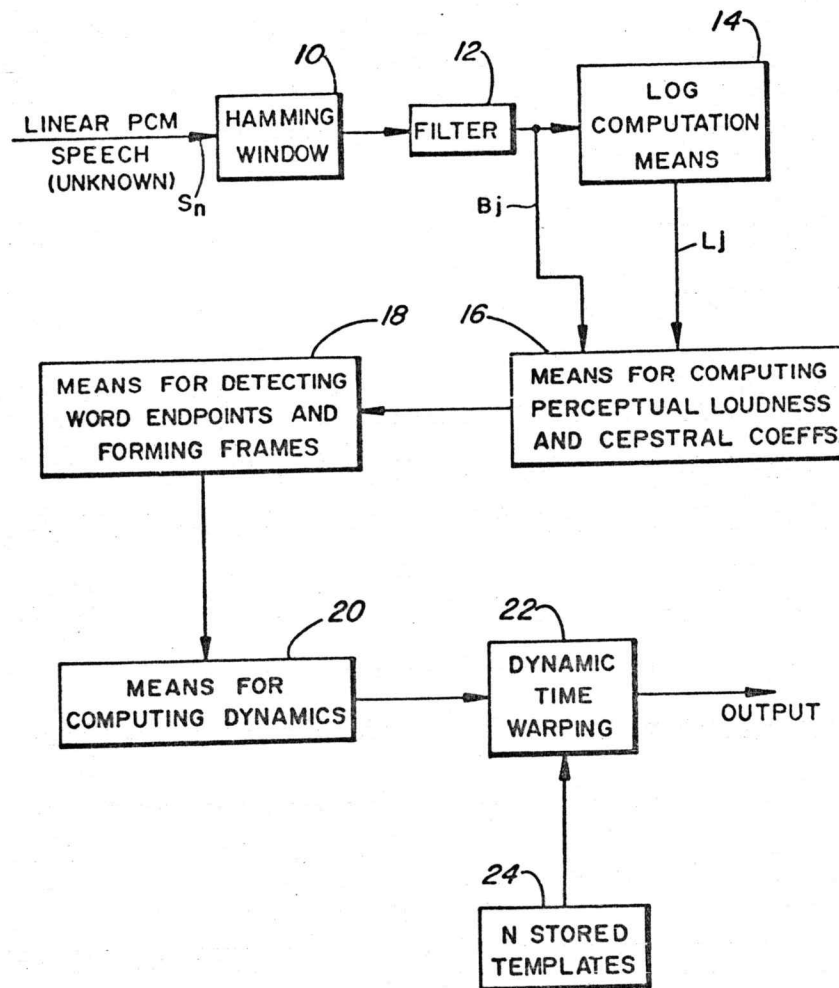 10
12
14
LINEAR PCM
SPEECH
(UNKNOWN)
Sn
HAMMING
WINDOW
FILTER
LOG
COMPUTATION
MEANS
Bj
Lj
18
16
MEANS FOR DETECTING
WORD ENDPOINTS AND
FORMING FRAMES
MEANS FOR COMPUTING
PERCEPTUAL LOUDNESS
AND CEPSTRAL COEFFS
20
22
MEANS FOR
COMPUTING DYNAMICS
DYNAMIC
TIME
WARPING
OUTPUT
24
N STORED
TEMPLATES